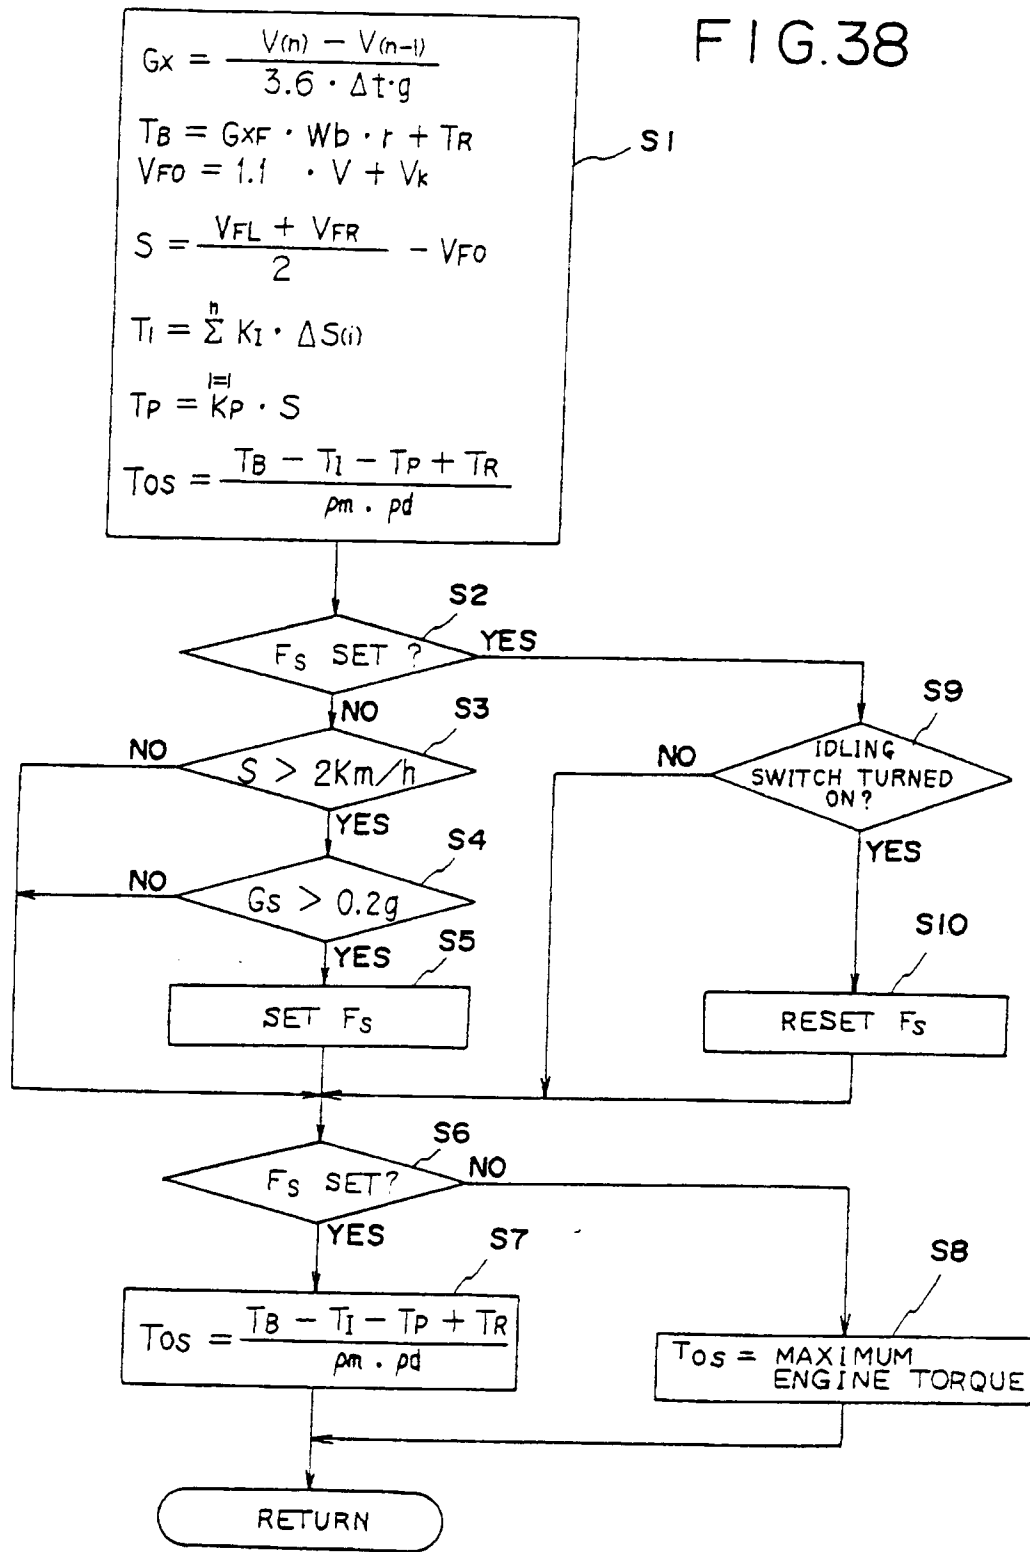 FIG.38
Gx = V(n) − V(n-1) / 3.6 · Δt·g
TB = GXF · Wb · r + TR
VFO = 1.1 · V + Vk
S = VFL + VFR / 2 − VFO
TI = n Σ KI · ΔS(i)
i=1
TP = KP · S
TOS = TB − TI − TP + TR / ρm . ρd
S1
S2
FS SET ?
YES
NO
S3
NO
S > 2Km/h
YES
S4
NO
GS > 0.2g
YES
S5
SET FS
S9
NO
IDLING
SWITCH TURNED
ON?
YES
S10
RESET FS
S6
FS SET?
NO
YES
S7
TOS = TB − TI − TP + TR / ρm . ρd
S8
TOS = MAXIMUM
ENGINE TORQUE
RETURN